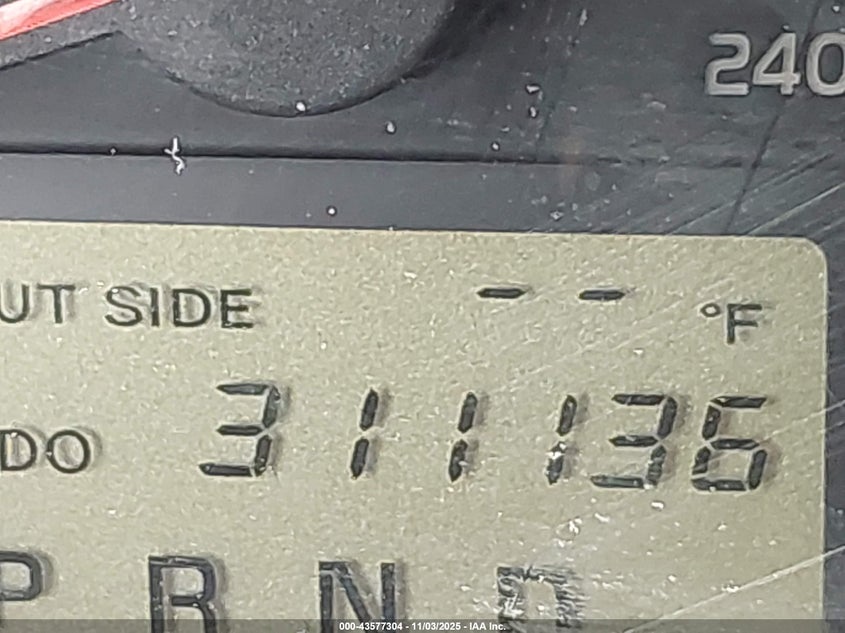 240
UT SIDE -- °F
DO 311136
P R N D
000-43577304 - 11/03/2025 - IAA Inc.